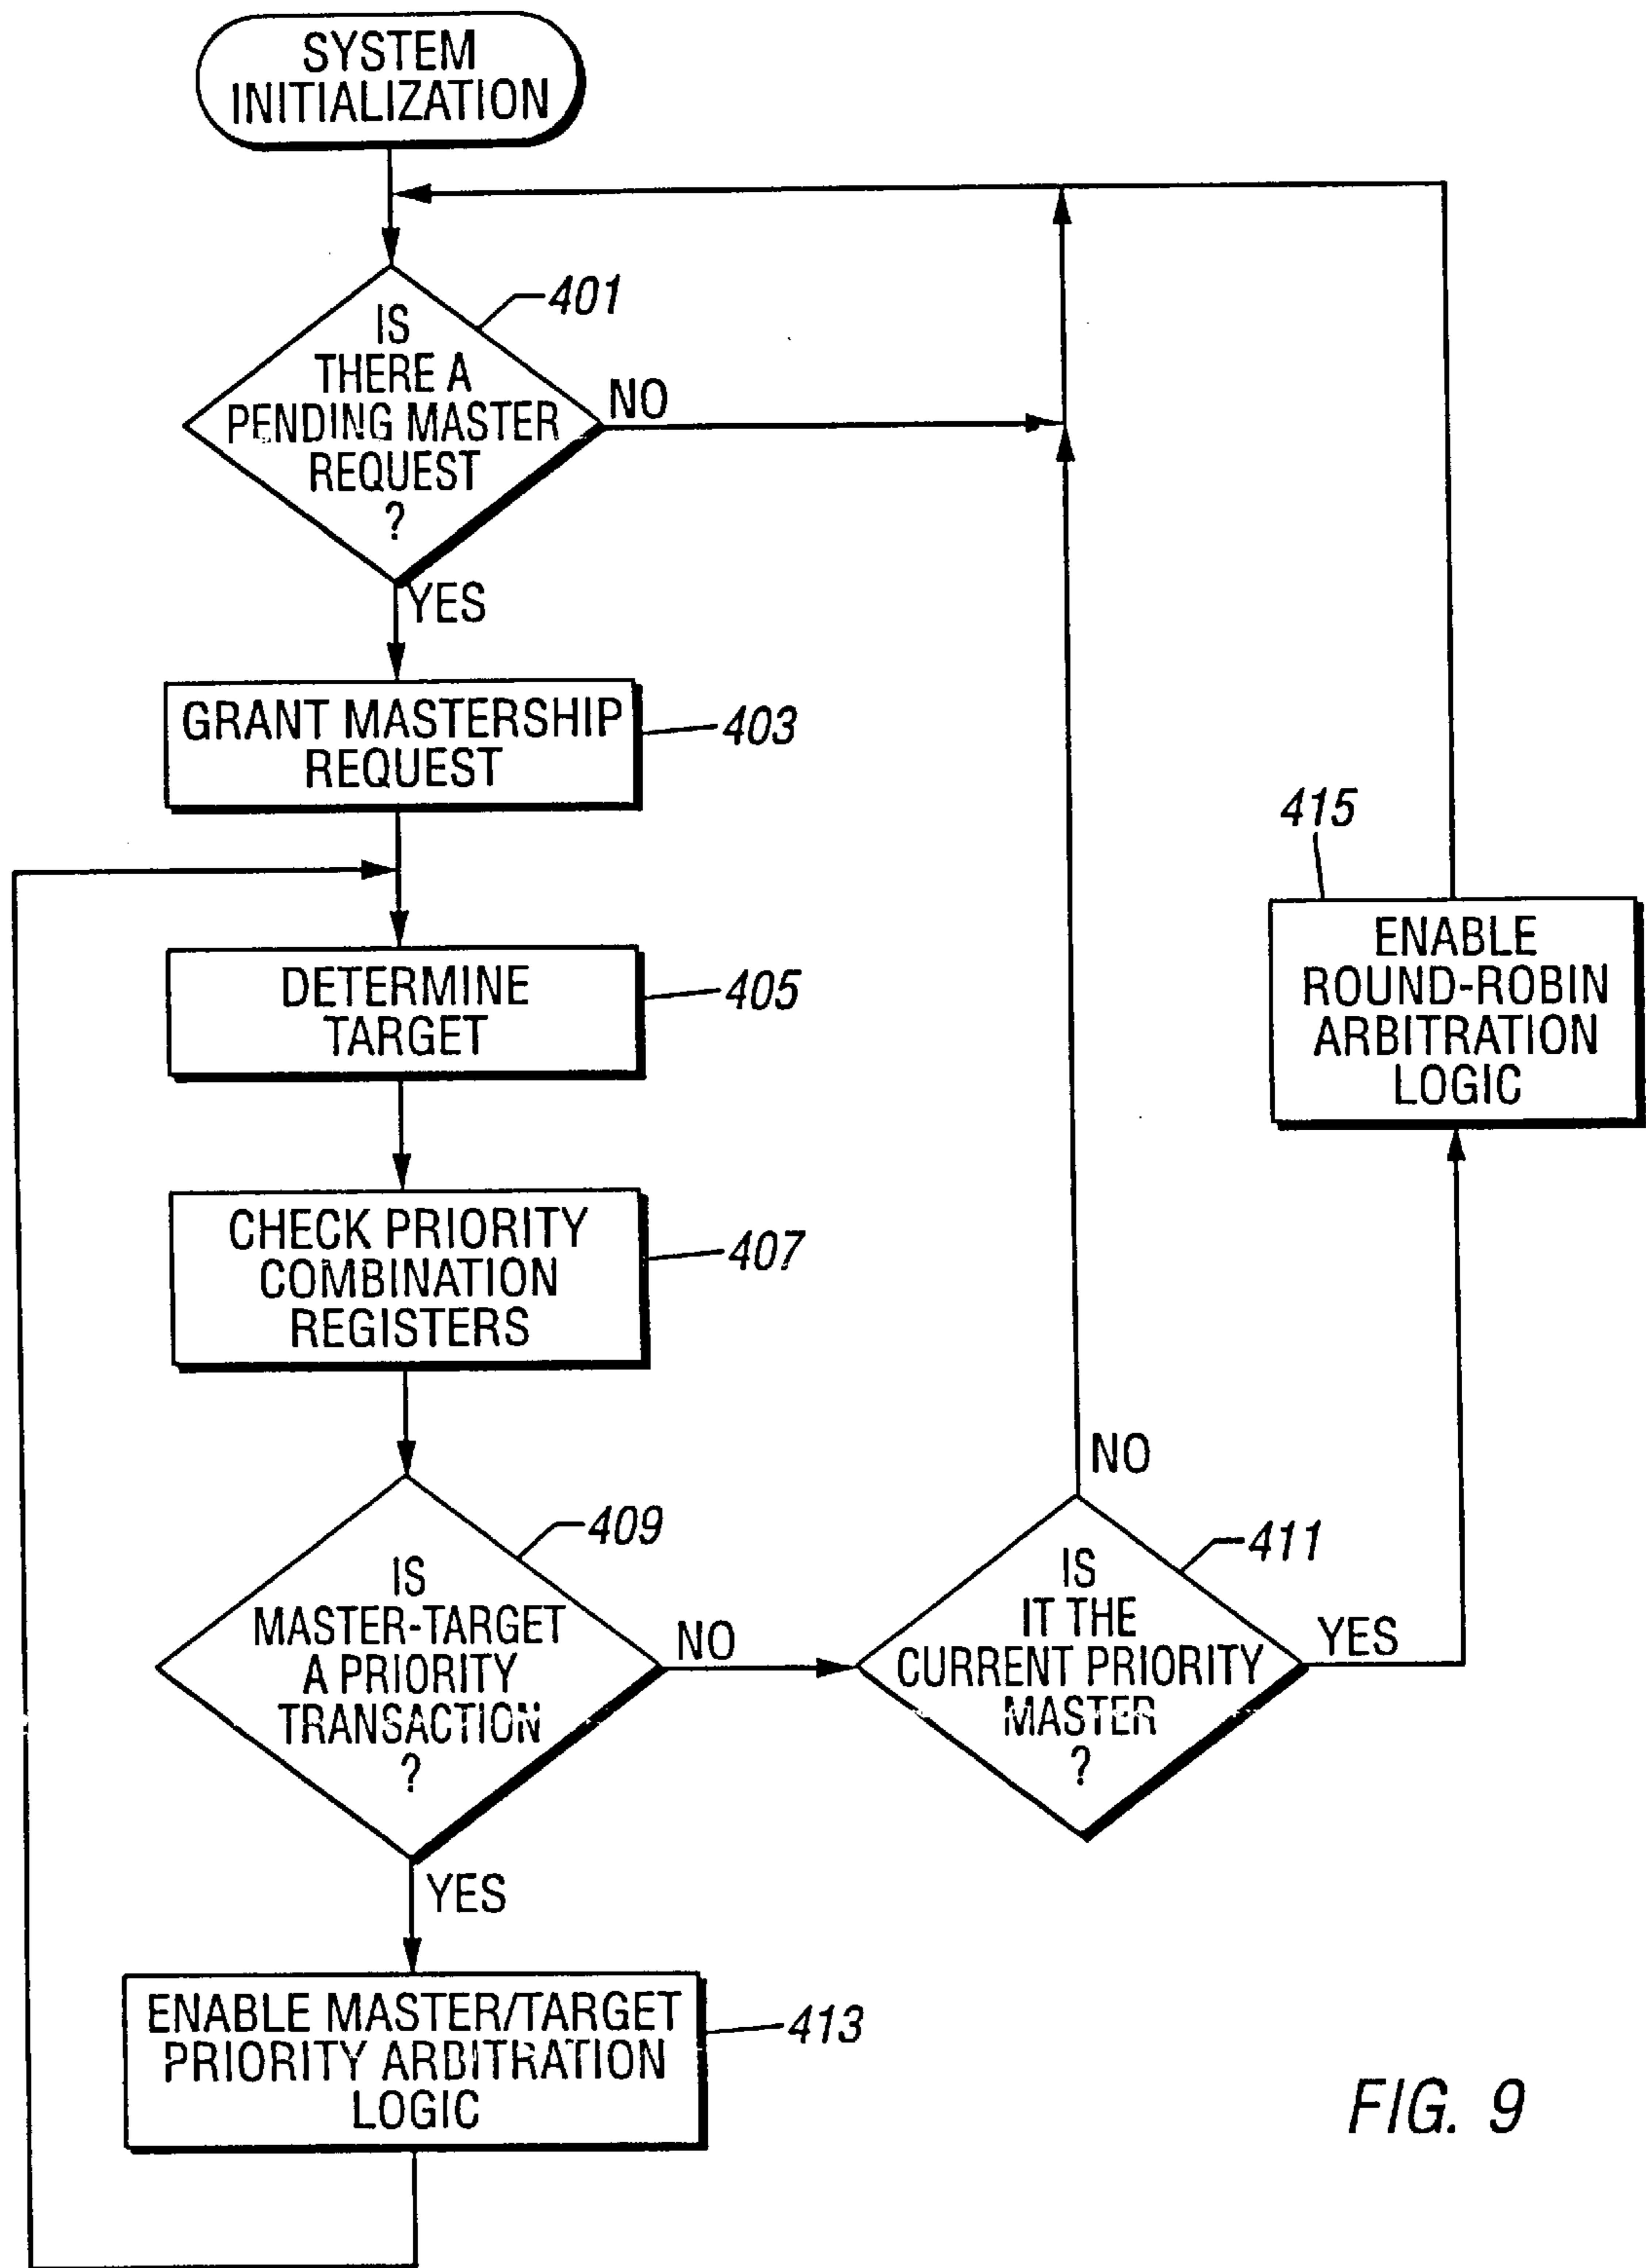 SYSTEM
INITIALIZATION
401
IS
THERE A
PENDING MASTER
REQUEST
?
NO
YES
GRANT MASTERSHIP
REQUEST
403
DETERMINE
TARGET
405
CHECK PRIORITY
COMBINATION
REGISTERS
407
409
IS
MASTER-TARGET
A PRIORITY
TRANSACTION
?
NO
YES
411
IS
IT THE
CURRENT PRIORITY
MASTER
?
NO
YES
415
ENABLE
ROUND-ROBIN
ARBITRATION
LOGIC
ENABLE MASTER/TARGET
PRIORITY ARBITRATION
LOGIC
413
FIG. 9